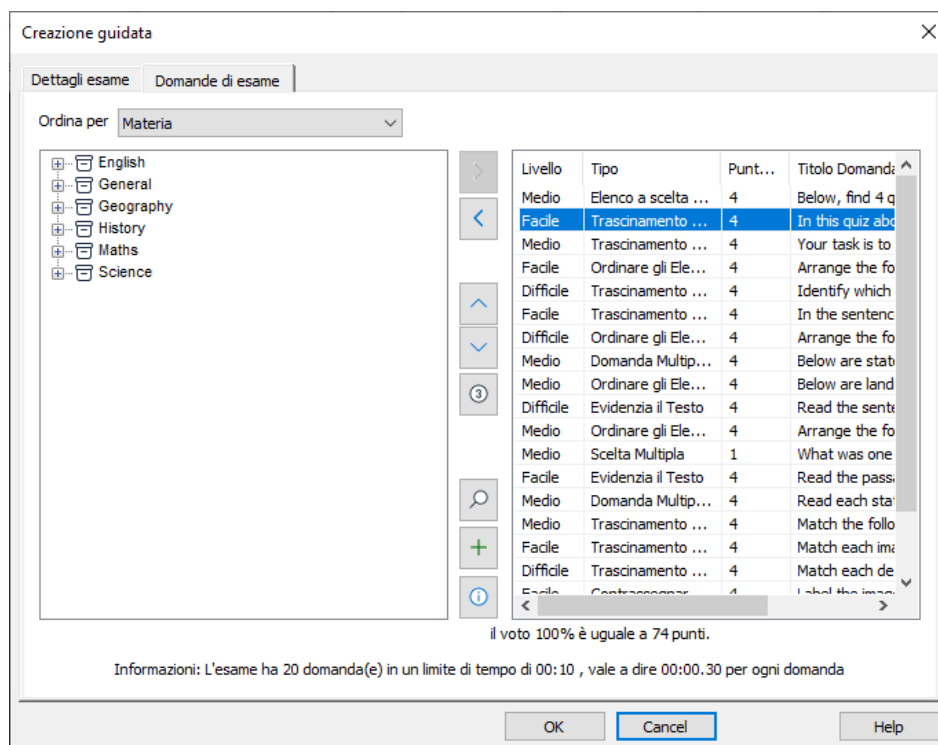 Creazione guidata
Dettagli esame Domande di esame
Ordina per Materia
English
General
Geography
History
Maths
Science
3
Livello Tipo Punt... Titolo Domanda
Medio Elenco a scelta ... 4 Below, find 4 q
Facile Trascinamento ... 4 In this quiz abo
Medio Trascinamento ... 4 Your task is to
Facile Ordinare gli Ele... 4 Arrange the fo
Difficile Trascinamento ... 4 Identify which
Facile Trascinamento ... 4 In the sentenc
Difficile Ordinare gli Ele... 4 Arrange the fo
Medio Domanda Multip... 4 Below are state
Medio Ordinare gli Ele... 4 Below are land
Difficile Evidenzia il Testo 4 Read the sente
Medio Ordinare gli Ele... 4 Arrange the fo
Medio Scelta Multipla 1 What was one
Facile Evidenzia il Testo 4 Read the passa
Medio Domanda Multip... 4 Read each stat
Medio Trascinamento ... 4 Match the follo
Facile Trascinamento ... 4 Match each ima
Difficile Trascinamento ... 4 Match each de
Facile Contrassegnar... 4 Label the image
il voto 100% è uguale a 74 punti.
Informazioni: L'esame ha 20 domanda(e) in un limite di tempo di 00:10 , vale a dire 00:00.30 per ogni domanda
OK Cancel Help